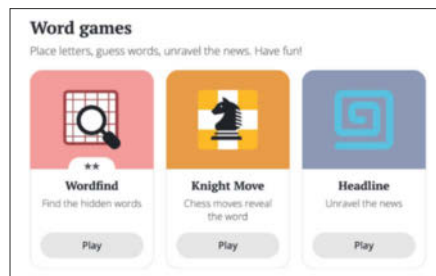 Word games
Place letters, guess words, unravel the news. Have fun!
★★
Wordfind
Find the hidden words
Play
Knight Move
Chess moves reveal
the word
Play
Headline
Unravel the news
Play